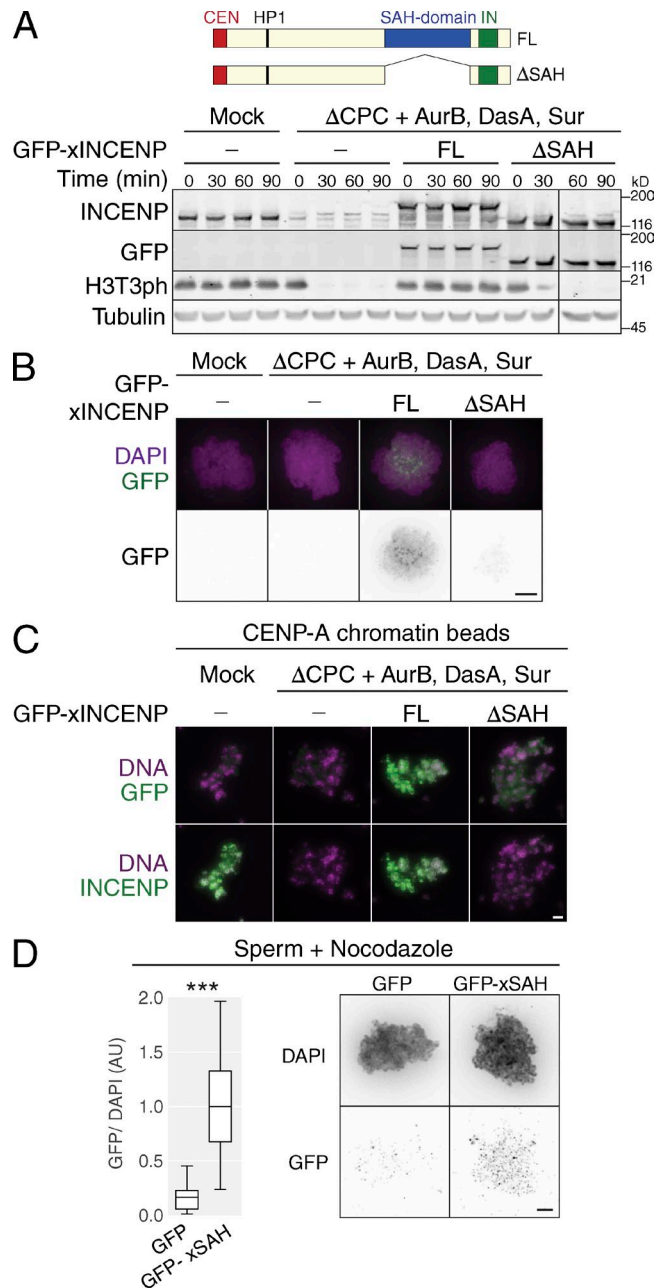 A
CEN HP1 SAH-domain IN
FL
ΔSAH
Mock ΔCPC + AurB, DasA, Sur
GFP-xINCENP – – FL ΔSAH
Time (min) 0 30 60 90 0 30 60 90 0 30 60 90 0 30 60 90 kD
INCENP 200
116
GFP 200
116
H3T3ph 21
Tubulin
45
B
Mock ΔCPC + AurB, DasA, Sur
GFP-
xINCENP – – FL ΔSAH
DAPI
GFP
GFP
C
CENP-A chromatin beads
Mock ΔCPC + AurB, DasA, Sur
GFP-xINCENP – – FL ΔSAH
DNA
GFP
DNA
INCENP
D
Sperm + Nocodazole
GFP GFP-xSAH
***
2.0
1.5
1.0
0.5
0.0
GFP/ DAPI (AU)
GFP
GFP- xSAH
DAPI
GFP